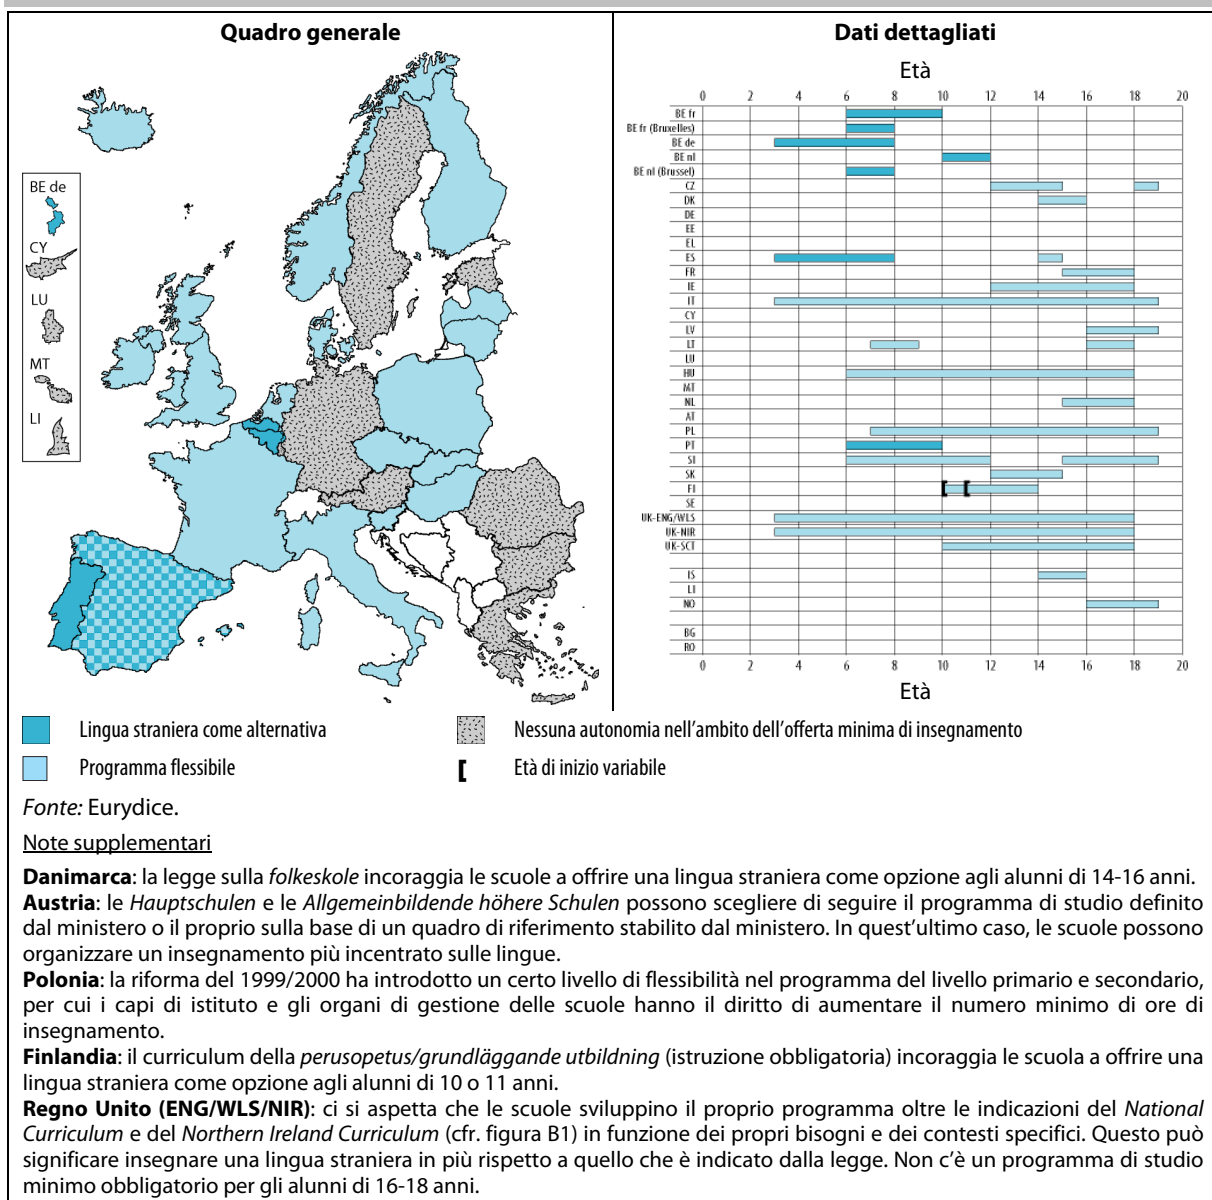 Quadro generale
Dati dettagliati
Età
0 2 4 6 8 10 12 14 16 18 20
BE fr
BE fr (Bruxelles)
BE de
BE nl
BE nl (Brussel)
CZ
DK
DE
EE
EL
ES
FR
IE
IT
CY
LV
LT
LU
HU
MT
NL
AT
PL
PT
SI
SK
FI
SE
UK-ENG/WLS
UK-NIR
UK-SCT
IS
LI
NO
BG
RO
0 2 4 6 8 10 12 14 16 18 20
Età
BE de
CY
LU
MT
LI
Lingua straniera come alternativa
Nessuna autonomia nell'ambito dell'offerta minima di insegnamento
Programma flessibile
[ Età di inizio variabile
Fonte: Eurydice.
Note supplementari
Danimarca: la legge sulla folkeskole incoraggia le scuole a offrire una lingua straniera come opzione agli alunni di 14-16 anni.
Austria: le Hauptschulen e le Allgemeinbildende höhere Schulen possono scegliere di seguire il programma di studio definito
dal ministero o il proprio sulla base di un quadro di riferimento stabilito dal ministero. In quest'ultimo caso, le scuole possono
organizzare un insegnamento più incentrato sulle lingue.
Polonia: la riforma del 1999/2000 ha introdotto un certo livello di flessibilità nel programma del livello primario e secondario,
per cui i capi di istituto e gli organi di gestione delle scuole hanno il diritto di aumentare il numero minimo di ore di
insegnamento.
Finlandia: il curriculum della perusopetus/grundläggande utbildning (istruzione obbligatoria) incoraggia le scuola a offrire una
lingua straniera come opzione agli alunni di 10 o 11 anni.
Regno Unito (ENG/WLS/NIR): ci si aspetta che le scuole sviluppino il proprio programma oltre le indicazioni del National
Curriculum e del Northern Ireland Curriculum (cfr. figura B1) in funzione dei propri bisogni e dei contesti specifici. Questo può
significare insegnare una lingua straniera in più rispetto a quello che è indicato dalla legge. Non c'è un programma di studio
minimo obbligatorio per gli alunni di 16-18 anni.